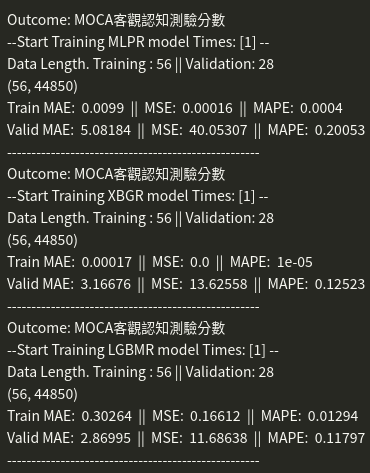 Outcome: MOCA客觀認知測驗分數
--Start Training MLPR model Times: [1] --
Data Length. Training : 56 || Validation: 28
(56, 44850)
Train MAE:  0.0099  ||  MSE:  0.00016  ||  MAPE:  0.0004
Valid MAE:  5.08184  ||  MSE:  40.05307  ||  MAPE:  0.20053
--------------------------------------------------
Outcome: MOCA客觀認知測驗分數
--Start Training XBGR model Times: [1] --
Data Length. Training : 56 || Validation: 28
(56, 44850)
Train MAE:  0.00017  ||  MSE:  0.0  ||  MAPE:  1e-05
Valid MAE:  3.16676  ||  MSE:  13.62558  ||  MAPE:  0.12523
--------------------------------------------------
Outcome: MOCA客觀認知測驗分數
--Start Training LGBMR model Times: [1] --
Data Length. Training : 56 || Validation: 28
(56, 44850)
Train MAE:  0.30264  ||  MSE:  0.16612  ||  MAPE:  0.01294
Valid MAE:  2.86995  ||  MSE:  11.68638  ||  MAPE:  0.11797
--------------------------------------------------